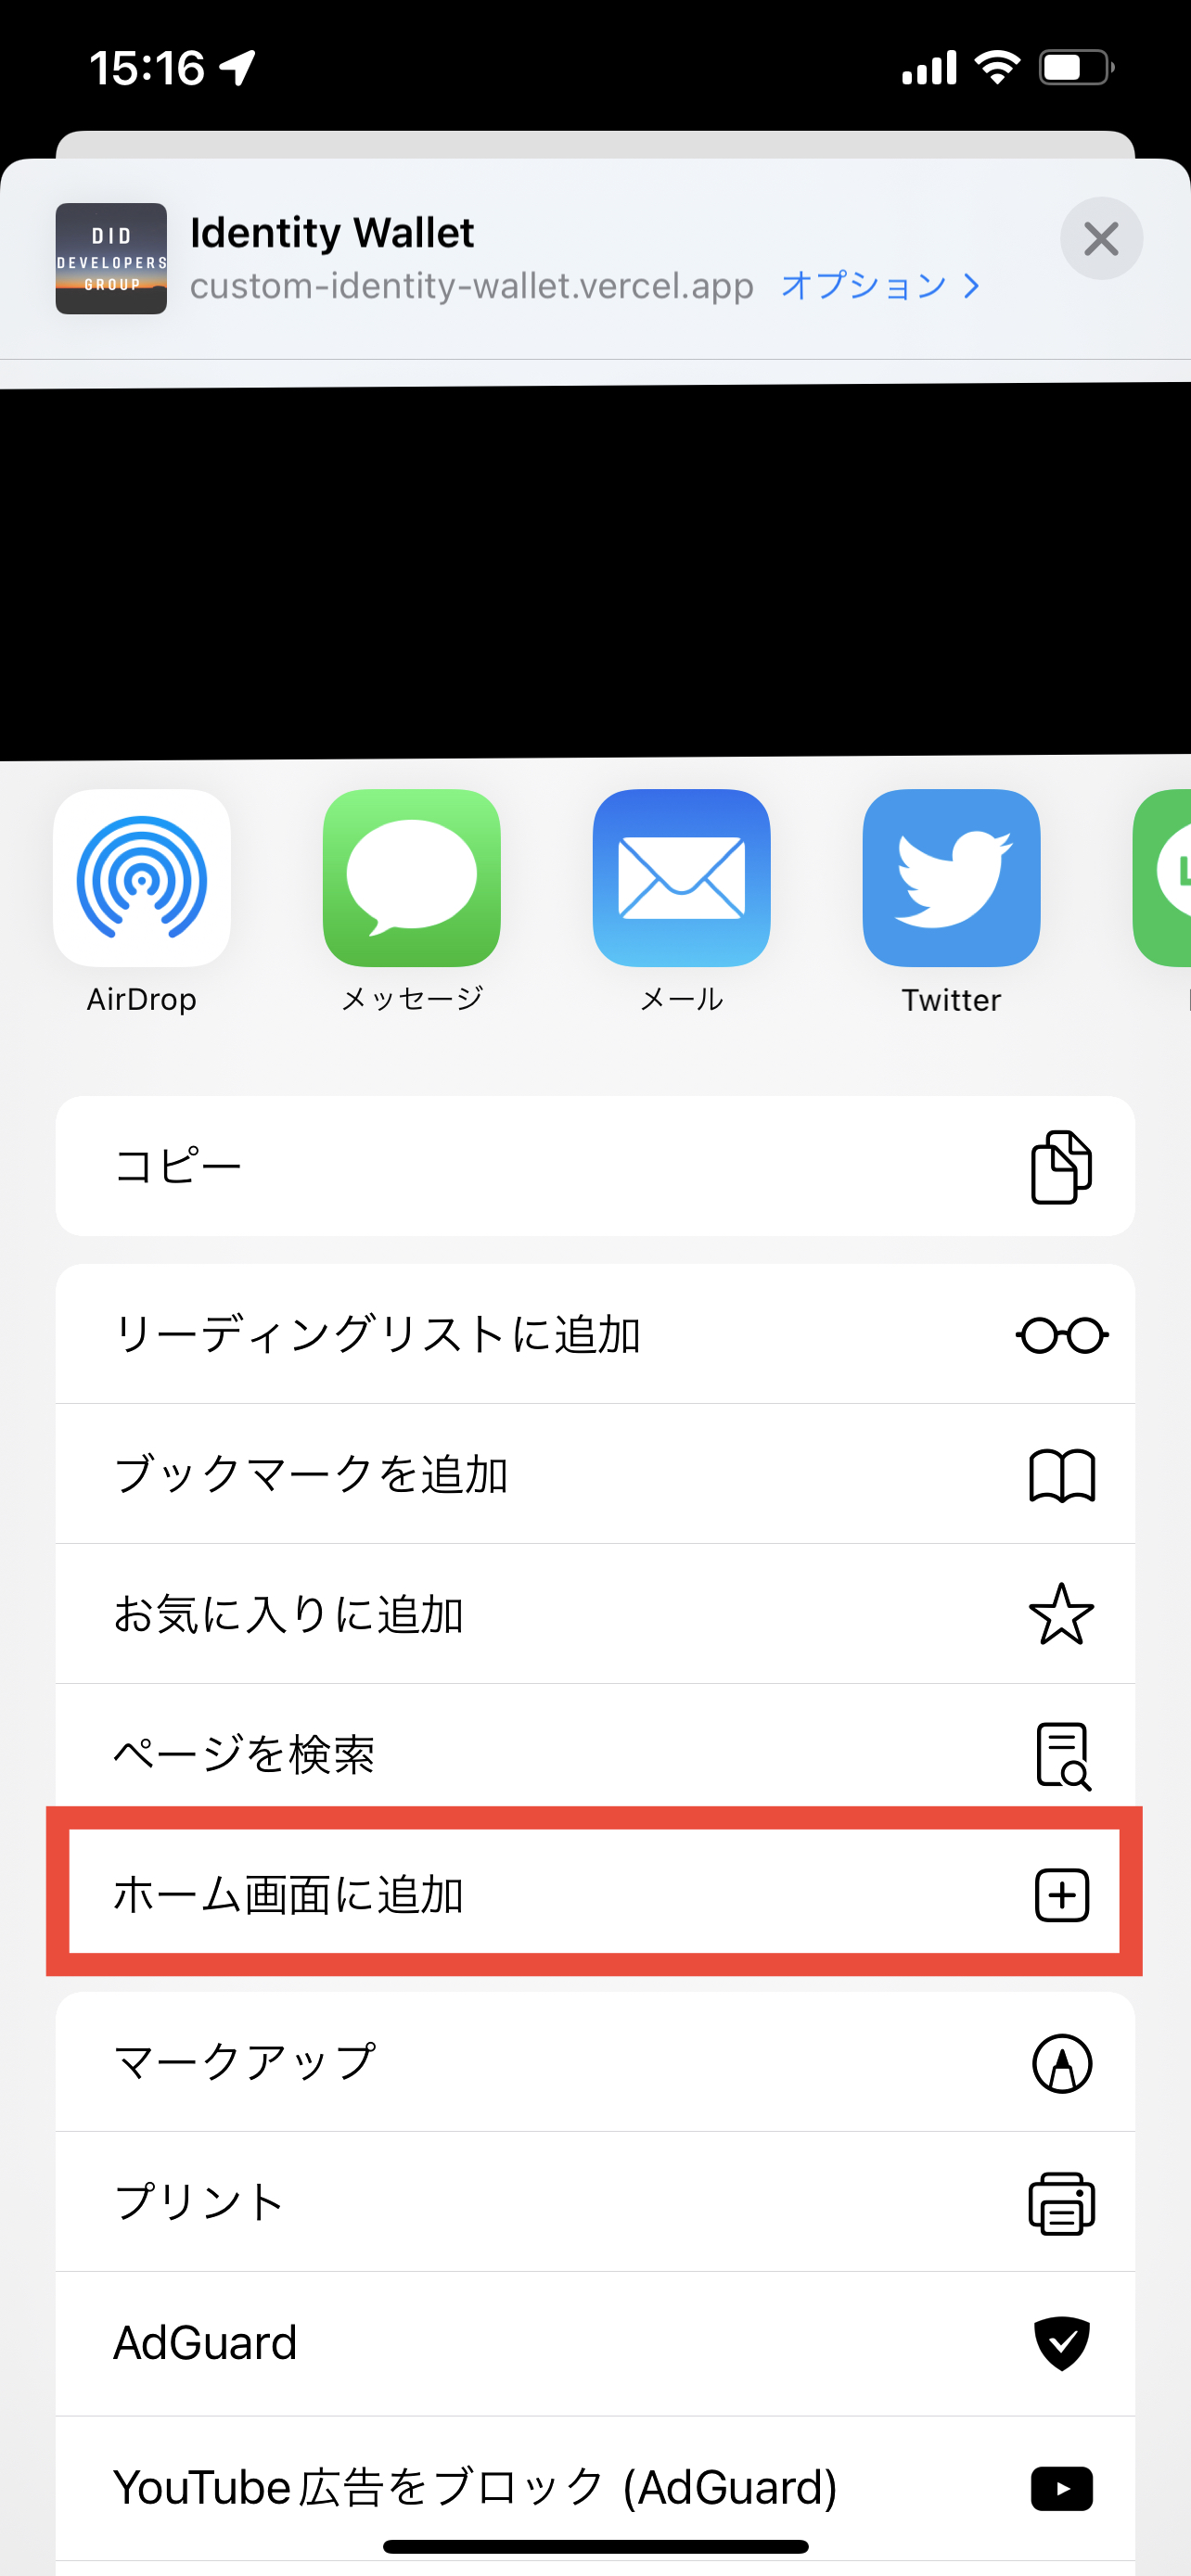 15:16
DID
DEVELOPERS
GROUP
Identity Wallet
custom-identity-wallet.vercel.app オプション
AirDrop
メッセージ
メール
Twitter
コピー
リーディングリストに追加
ブックマークを追加
お気に入りに追加
ページを検索
ホーム画面に追加
マークアップ
プリント
AdGuard
YouTube広告をブロック (AdGuard)